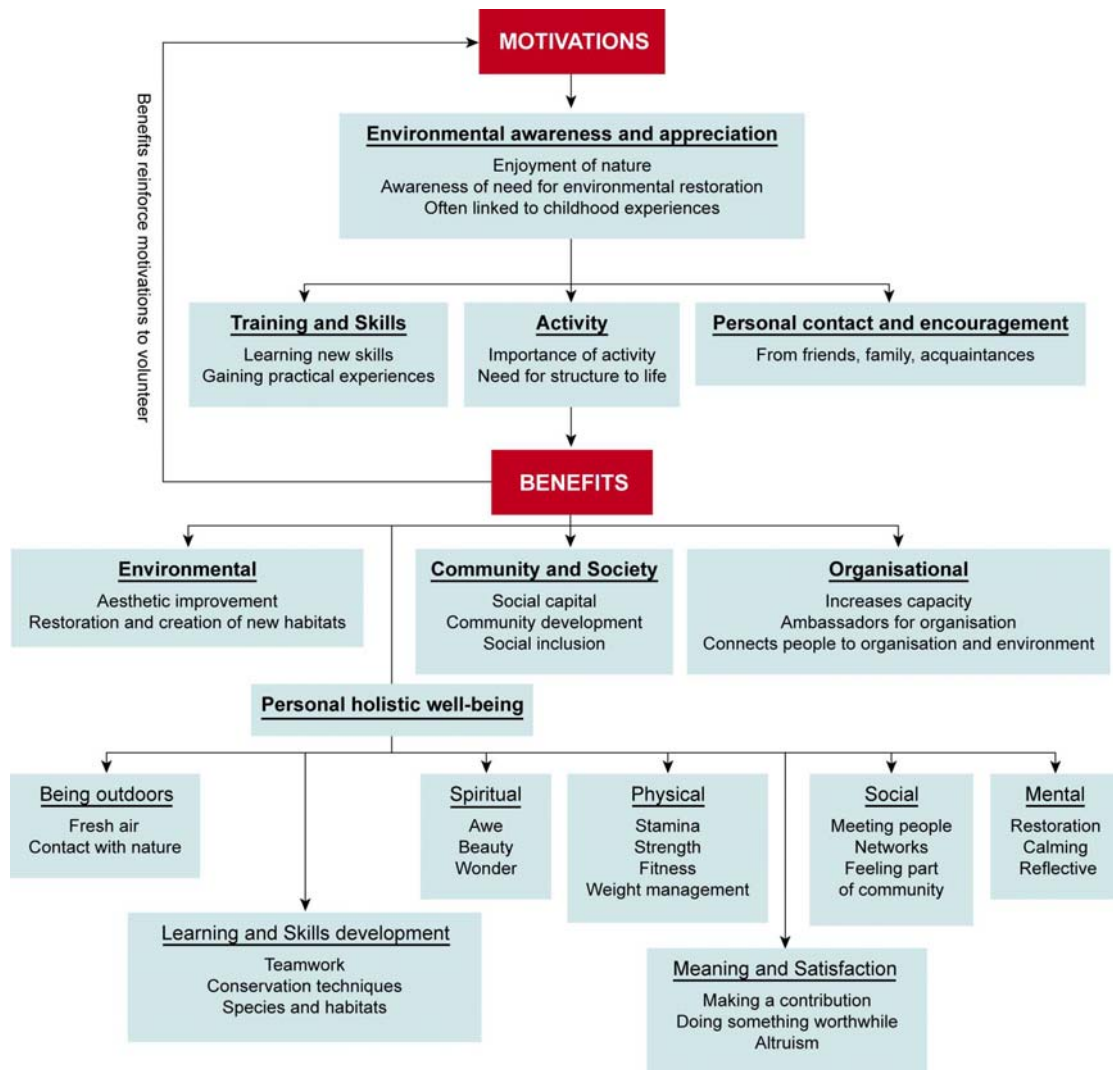 MOTIVATIONS
Benefits reinforce motivations to volunteer
Environmental awareness and appreciation
Enjoyment of nature
Awareness of need for environmental restoration
Often linked to childhood experiences
Training and Skills
Learning new skills
Gaining practical experiences
Activity
Importance of activity
Need for structure to life
Personal contact and encouragement
From friends, family, acquaintances
BENEFITS
Environmental
Aesthetic improvement
Restoration and creation of new habitats
Community and Society
Social capital
Community development
Social inclusion
Organisational
Increases capacity
Ambassadors for organisation
Connects people to organisation and environment
Personal holistic well-being
Being outdoors
Fresh air
Contact with nature
Spiritual
Awe
Beauty
Wonder
Physical
Stamina
Strength
Fitness
Weight management
Social
Meeting people
Networks
Feeling part
of community
Mental
Restoration
Calming
Reflective
Learning and Skills development
Teamwork
Conservation techniques
Species and habitats
Meaning and Satisfaction
Making a contribution
Doing something worthwhile
Altruism